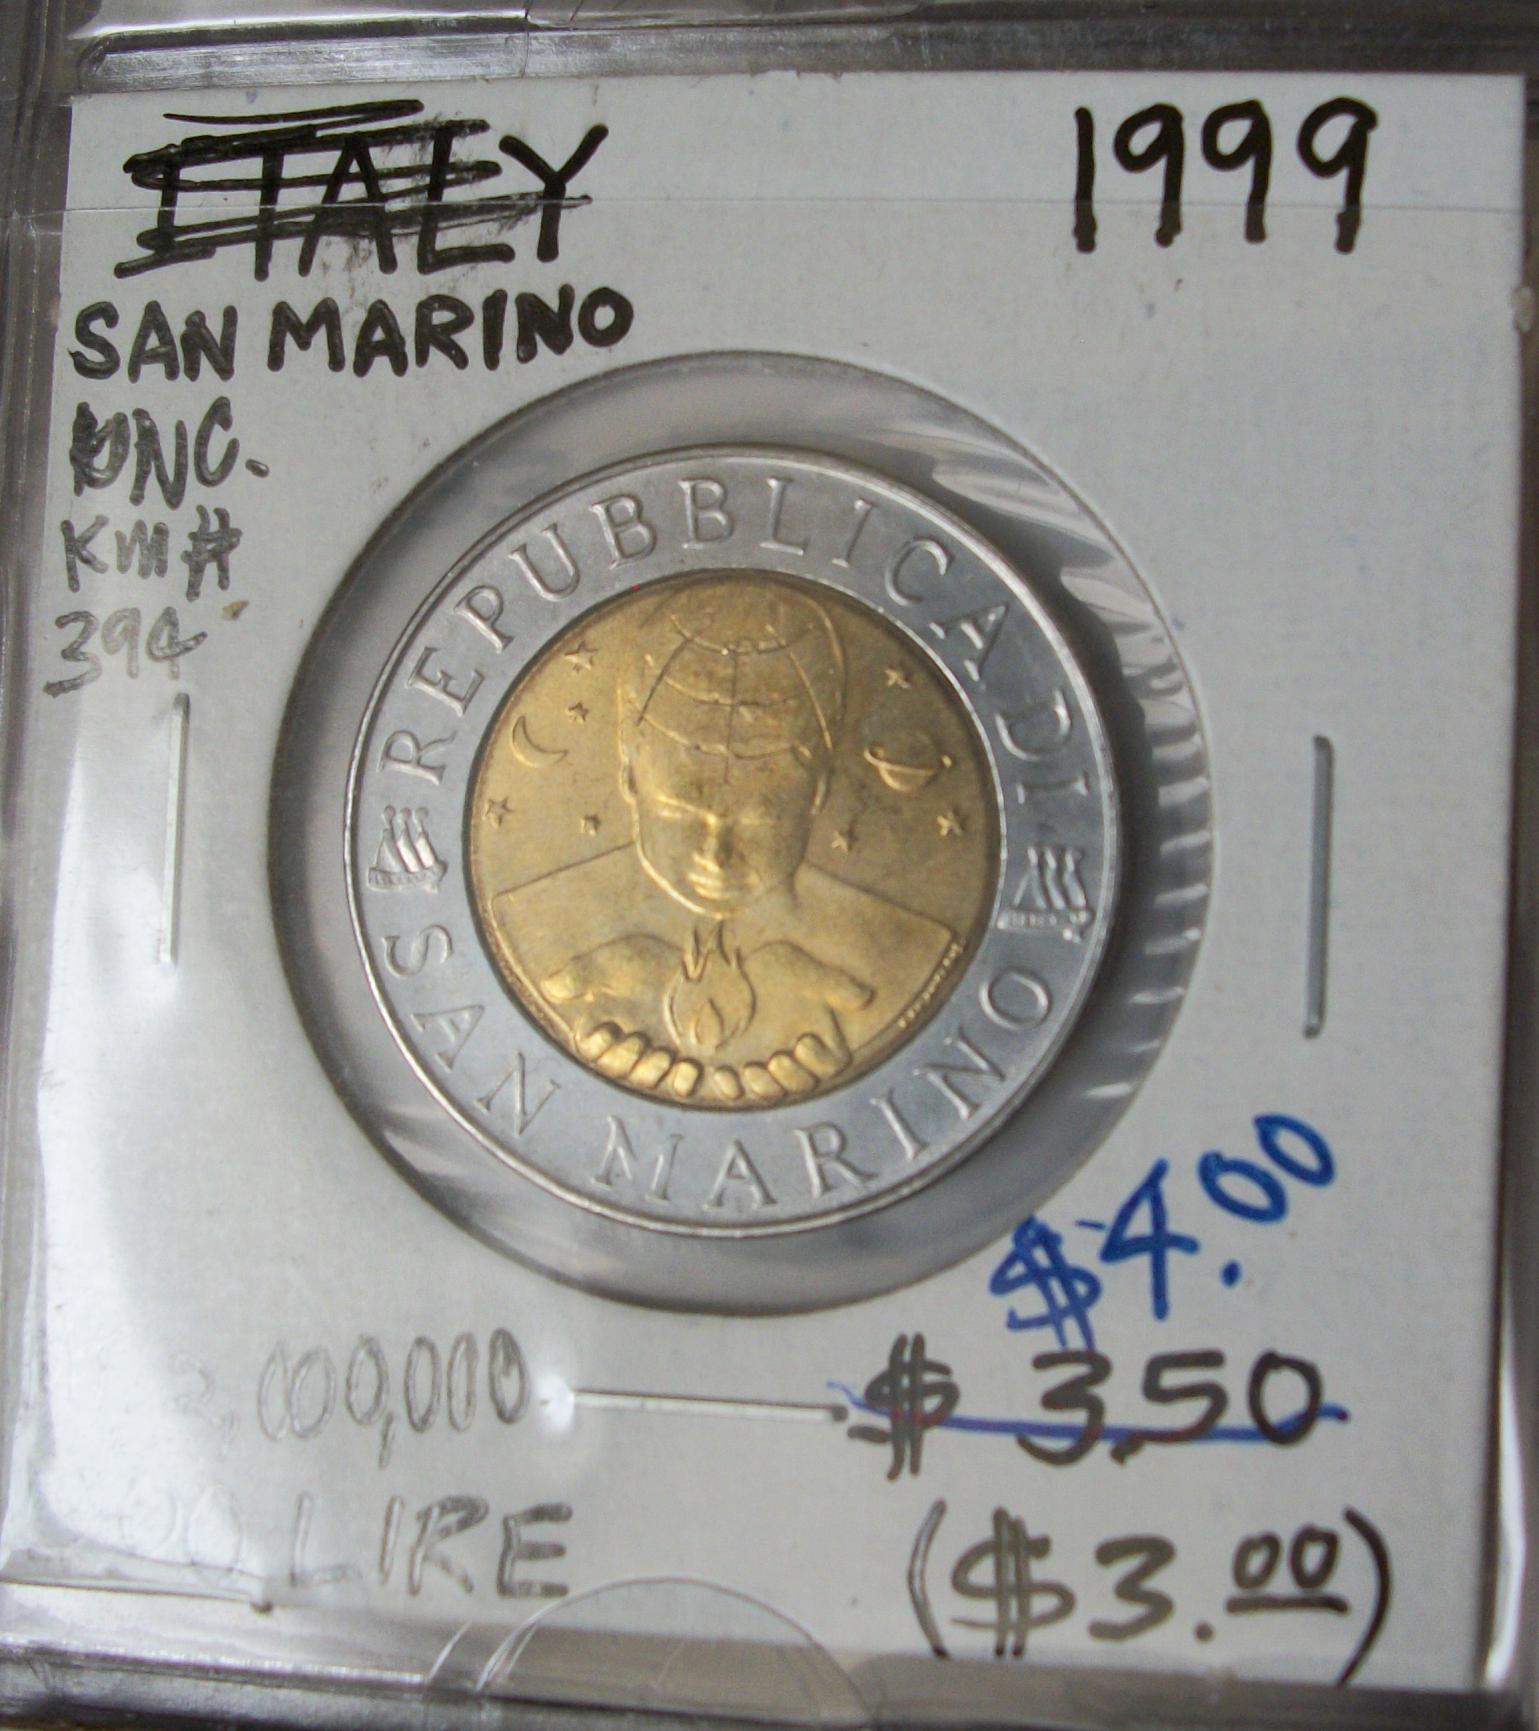 ITALY
1999
SAN MARINO
UNC.
KM#
394
REPUBBLICA DI
SAN MARINO
$4.00
,000,000
$3.50
00 LIRE
($3.00)